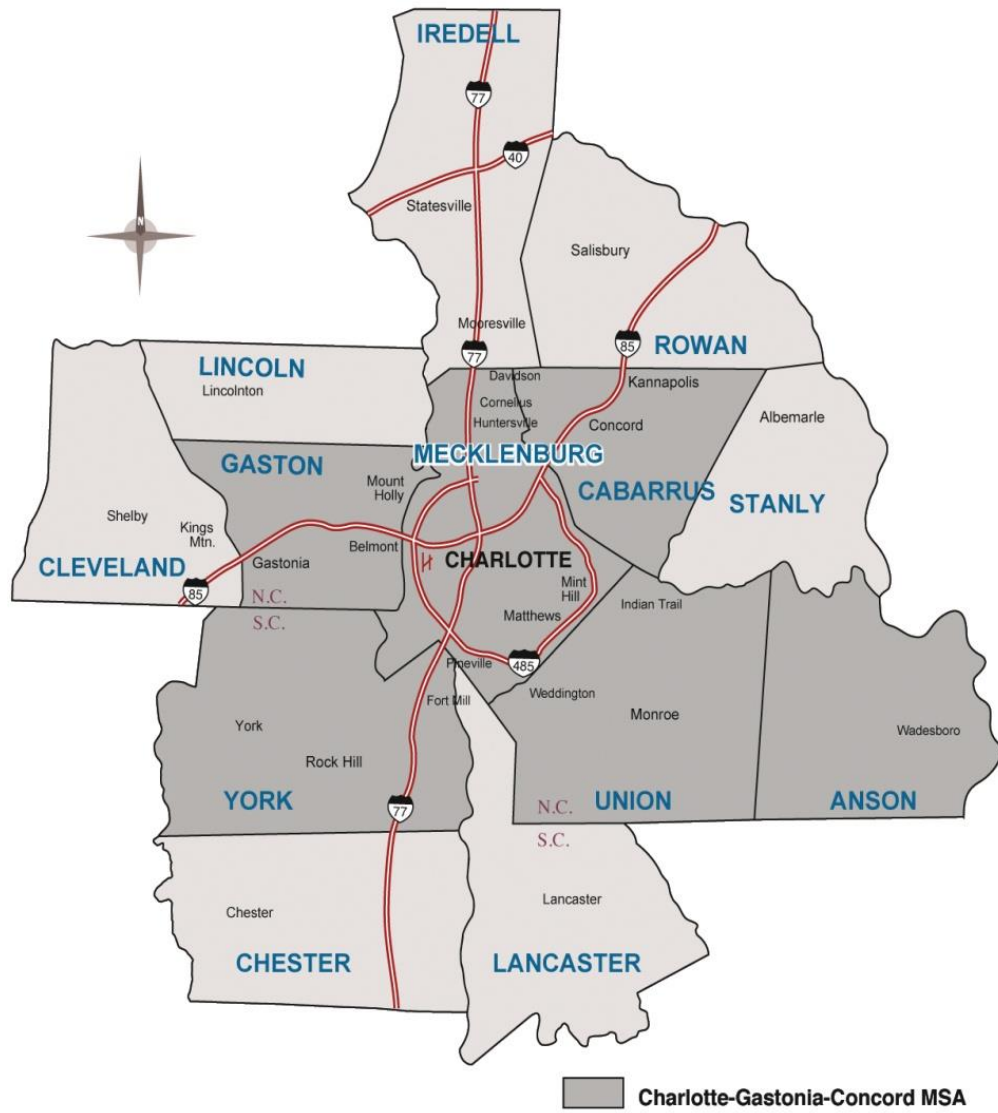 IREDELL
77
40
N
Statesville
Salisbury
Mooresville
77
85
ROWAN
LINCOLN
Lincolnton
Davidson
Kannapolis
Cornelius
Huntersville
Concord
Albemarle
MECKLENBURG
GASTON
Mount
Holly
CABARRUS
STANLY
Shelby
Kings
Mtn.
Belmont
CHARLOTTE
CLEVELAND
Gastonia
Mint
Hill
85
N.C.
S.C.
Matthews
Indian Trail
Pineville
485
Weddington
Fort Mill
York
Monroe
Wadesboro
Rock Hill
YORK
77
N.C.
S.C.
UNION
ANSON
Chester
Lancaster
CHESTER
LANCASTER
Charlotte-Gastonia-Concord MSA